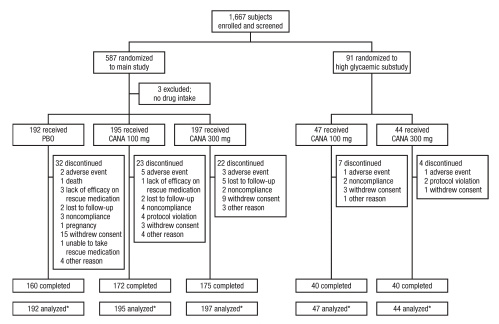 1,667 subjects
enrolled and screened
587 randomized
to main study
91 randomized to
high glycaemic substudy
3 excluded;
no drug intake
192 received
PBO
195 received
CANA 100 mg
197 received
CANA 300 mg
47 received
CANA 100 mg
44 received
CANA 300 mg
32 discontinued
2 adverse event
1 death
3 lack of efficacy on
rescue medication
2 lost to follow-up
3 noncompliance
1 pregnancy
15 withdrew consent
1 unable to take
rescue medication
4 other reason
23 discontinued
5 adverse event
1 lack of efficacy on
rescue medication
2 lost to follow-up
4 noncompliance
4 protocol violation
3 withdrew consent
4 other reason
22 discontinued
3 adverse event
5 lost to follow-up
2 noncompliance
9 withdrew consent
3 other reason
7 discontinued
1 adverse event
2 noncompliance
3 withdrew consent
1 other reason
4 discontinued
1 adverse event
2 protocol violation
1 withdrew consent
160 completed
172 completed
175 completed
40 completed
40 completed
192 analyzed*
195 analyzed*
197 analyzed*
47 analyzed*
44 analyzed*